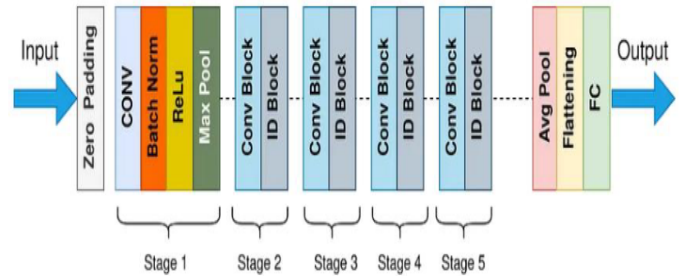 Input
Zero Padding
CONV
Batch Norm
ReLu
Max Pool
Conv Block
ID Block
Conv Block
ID Block
Conv Block
ID Block
Conv Block
ID Block
Avg Pool
Flattening
FC
Output
Stage 1
Stage 2
Stage 3
Stage 4
Stage 5